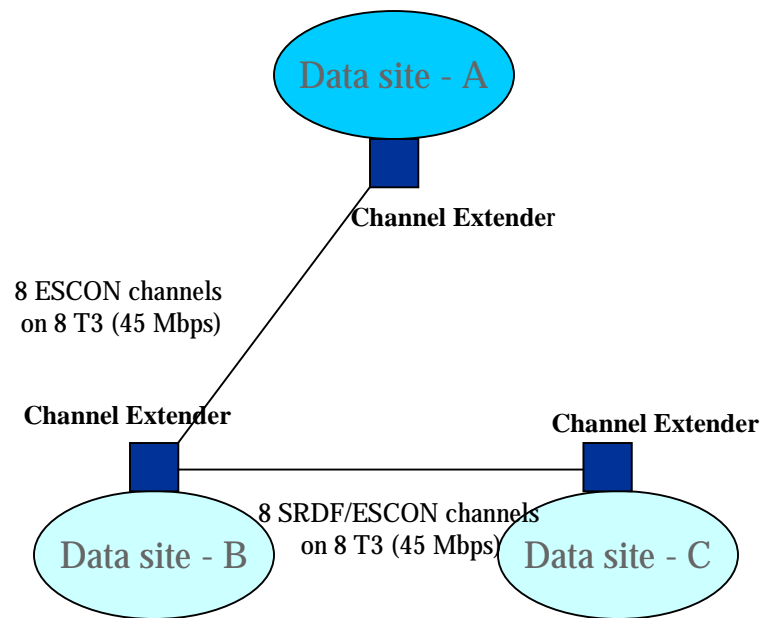 Data site - A
Channel Extender
8 ESCON channels
on 8 T3 (45 Mbps)
Channel Extender
Channel Extender
8 SRDF/ESCON channels
on 8 T3 (45 Mbps)
Data site - B
Data site - C